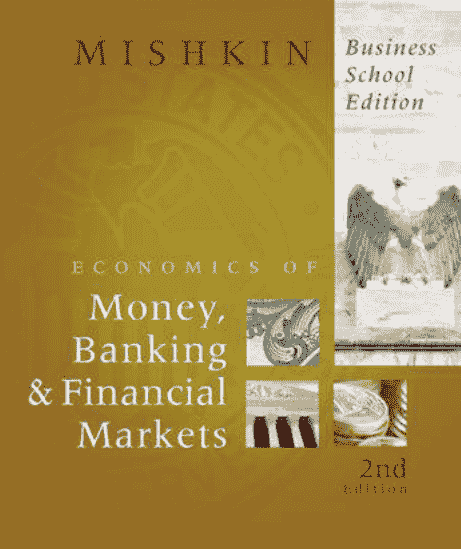 MISHKIN
Business
School
Edition
ECONOMICS OF
Money,
Banking
& Financial
Markets
2nd
Edition